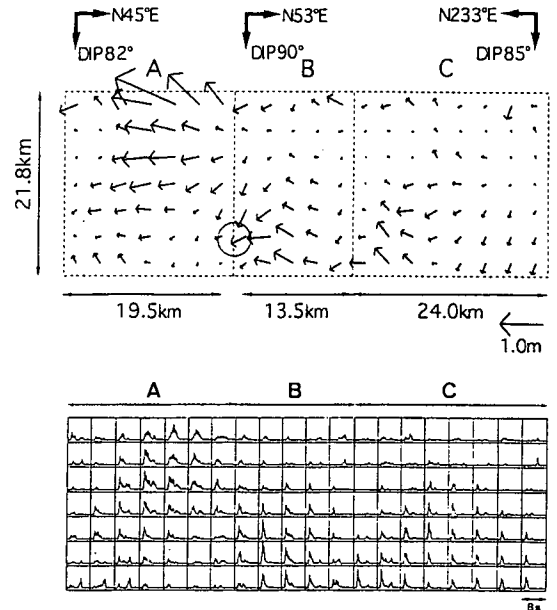 N45°E N53°E N233°E
DIP82° DIP90° DIP85°
A B C
21.8km
19.5km 13.5km 24.0km
1.0m
A B C
8s